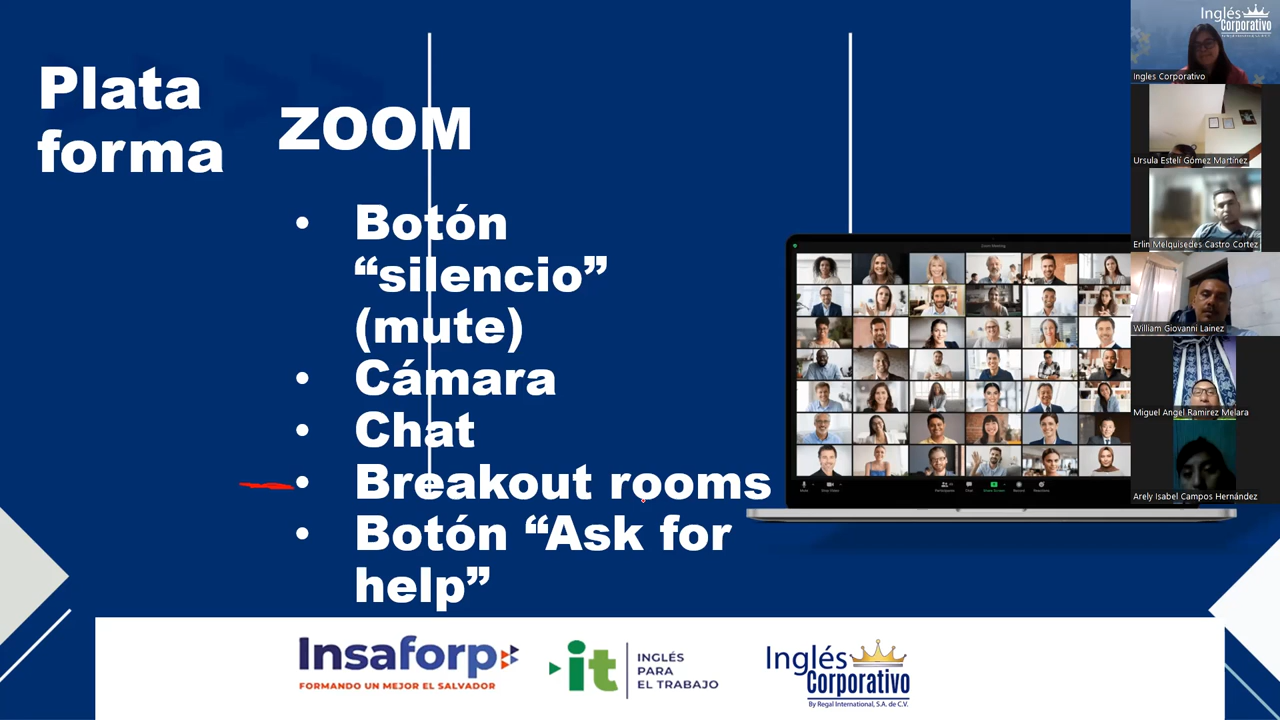 Plata
forma
ZOOM
• Botón
“silencio”
(mute)
• Cámara
• Chat
• Breakout rooms
• Botón “Ask for
help”
Inglés
Corporativo
Ingles Corporativo
Ursula Estelí Gómez Martínez
Erlin Melquisedes Castro Cortez
William Giovanni Lainez
Miguel Angel Ramirez Melara
Arely Isabel Campos Hernández
Insaforp
FORMANDO UN MEJOR EL SALVADOR
it
INGLÉS
PARA
EL TRABAJO
Inglés
Corporativo
By Regal International, S.A. de C.V.